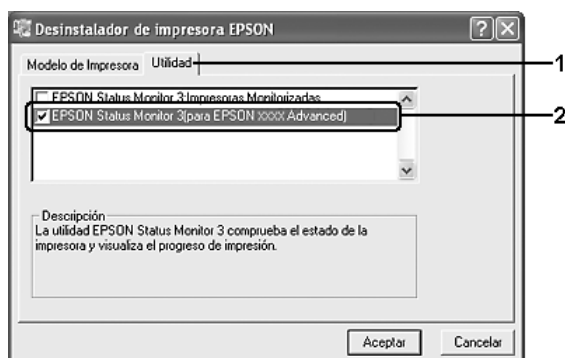 Desinstalador de impresora EPSON
Modelo de Impresora Utilidad 1
EPSON Status Monitor 3:Impresoras Monitorizadas
EPSON Status Monitor 3(para EPSON XXXX Advanced) 2
Descripción
La utilidad EPSON Status Monitor 3 comprueba el estado de la
impresora y visualiza el progreso de impresión.
Aceptar Cancelar